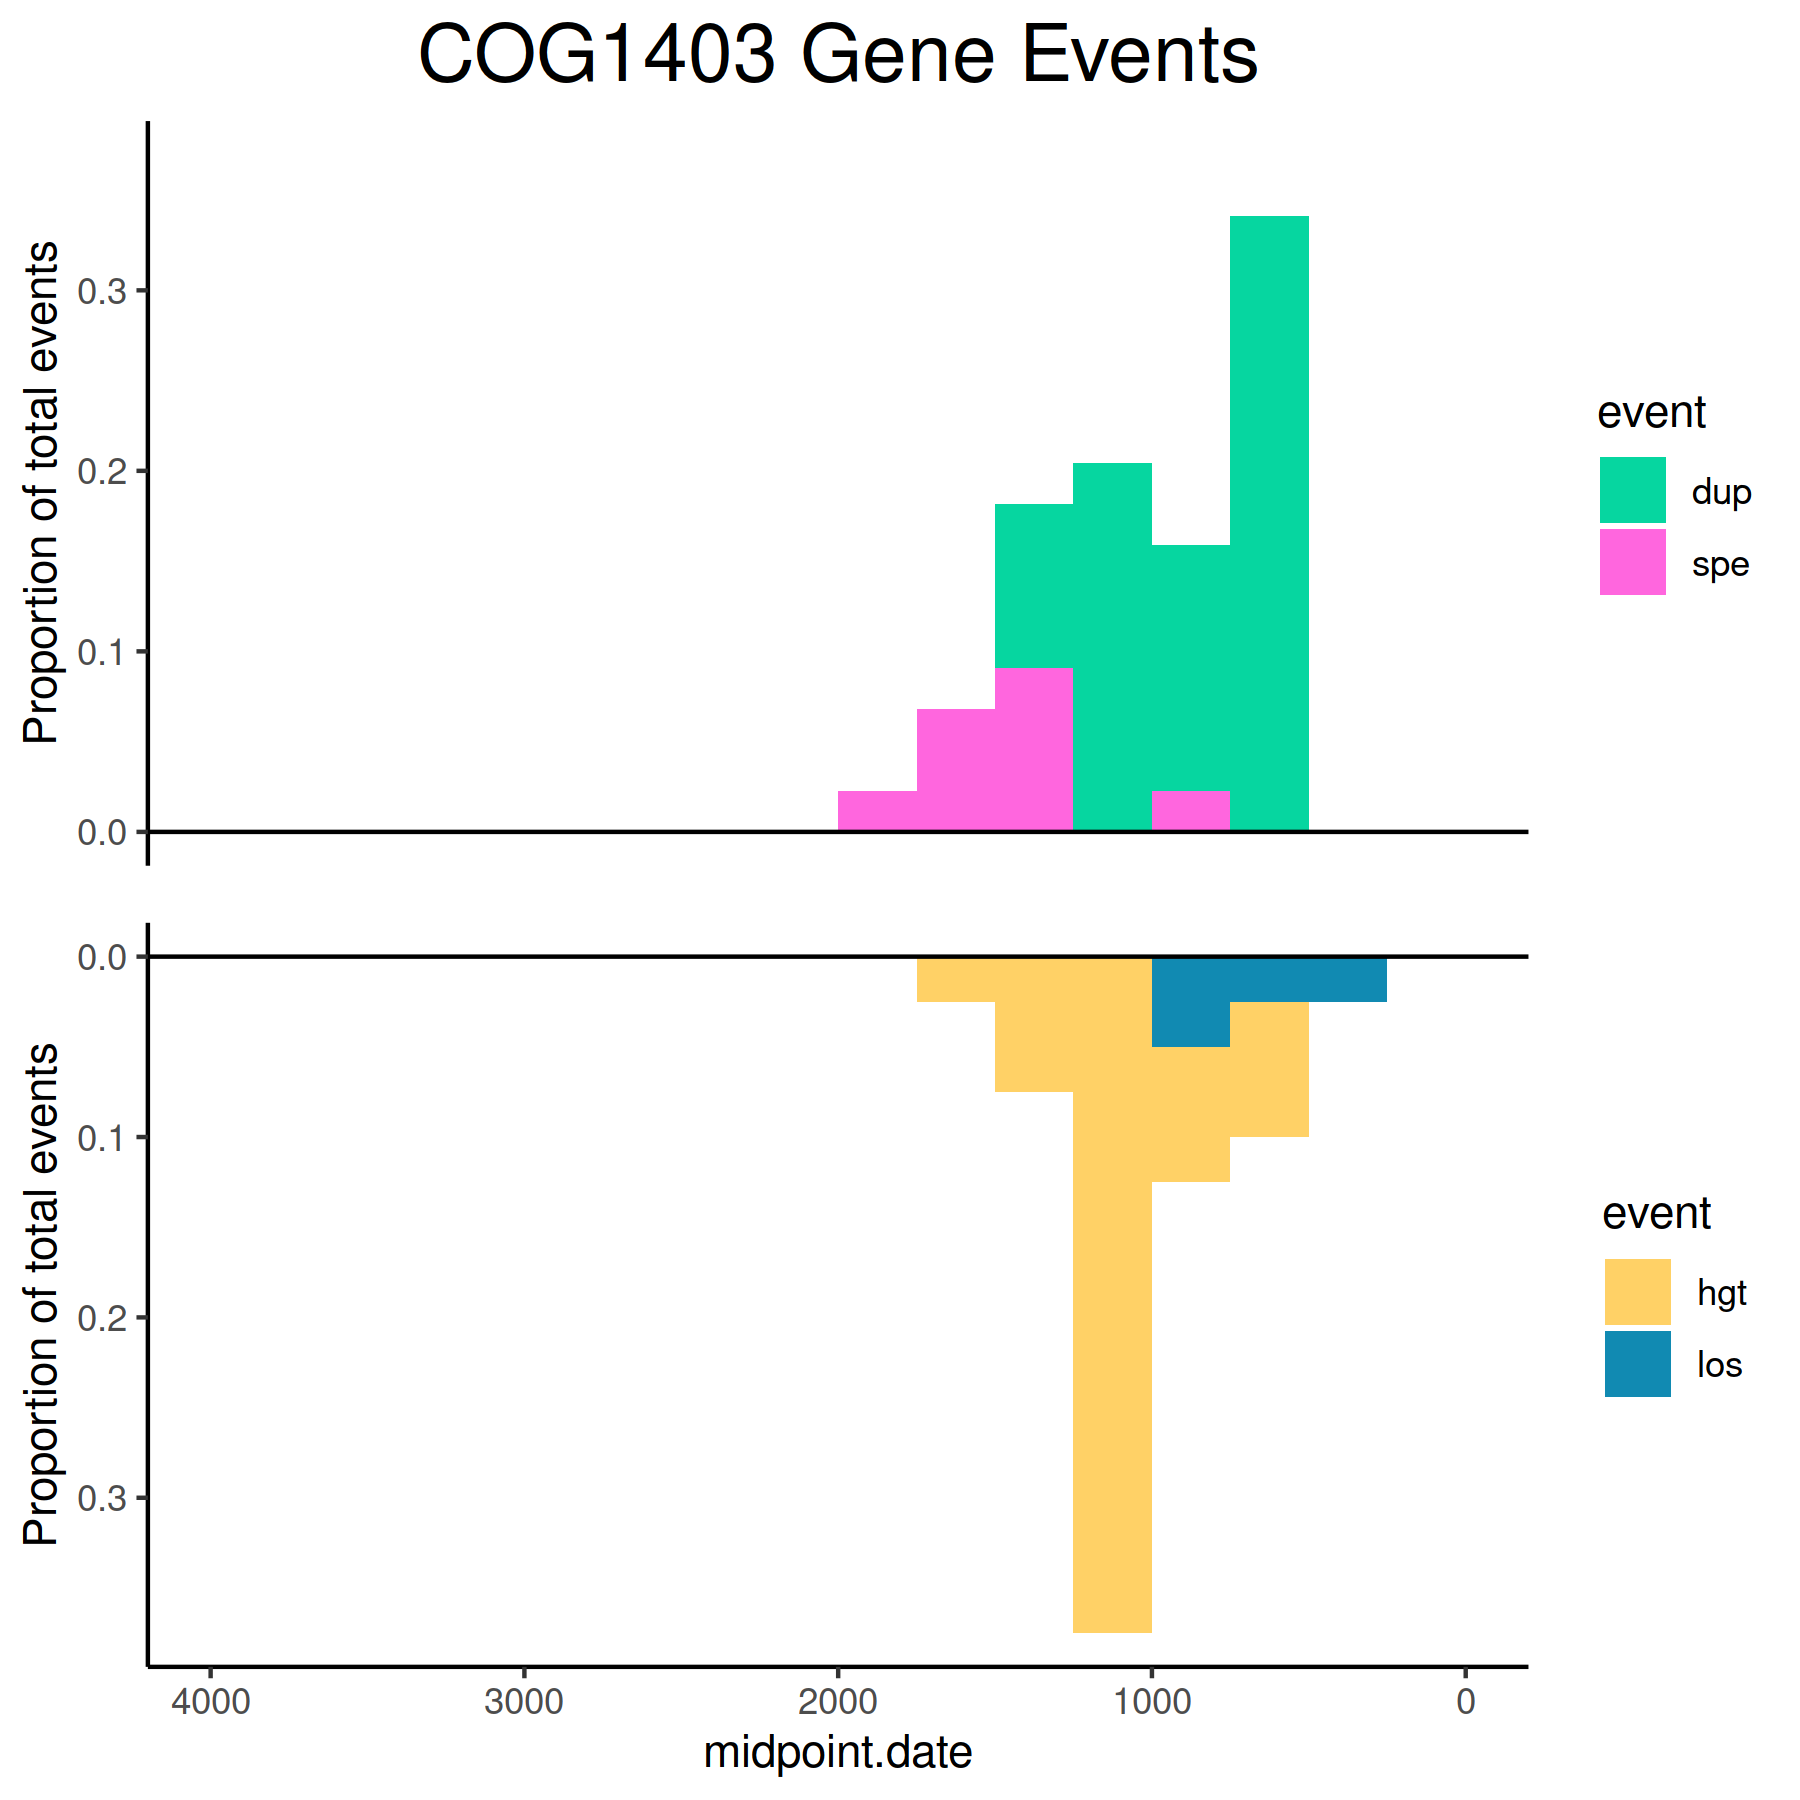 COG1403 Gene Events
Proportion of total events
0.3
0.2
0.1
0.0
event
dup
spe
Proportion of total events
0.0
0.1
0.2
0.3
event
hgt
los
4000 3000 2000 1000 0
midpoint.date